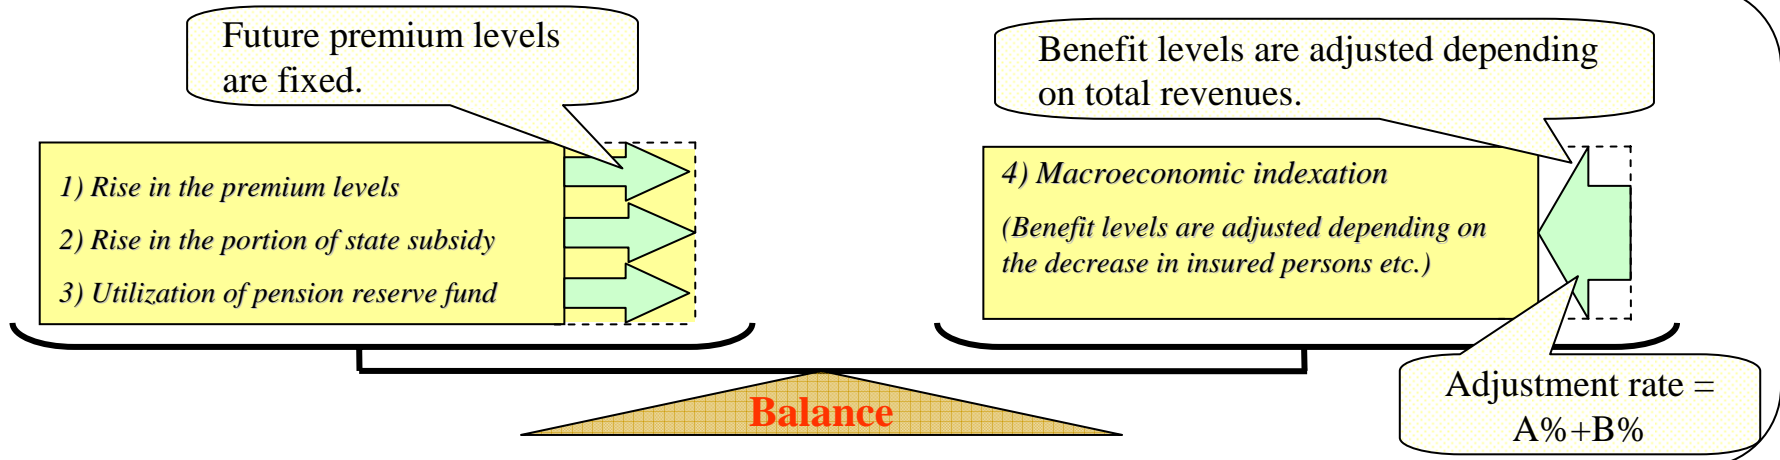 Future premium levels
are fixed.
Benefit levels are adjusted depending
on total revenues.
1) Rise in the premium levels
2) Rise in the portion of state subsidy
3) Utilization of pension reserve fund
4) Macroeconomic indexation
(Benefit levels are adjusted depending on
the decrease in insured persons etc.)
Balance
Adjustment rate =
A%+B%